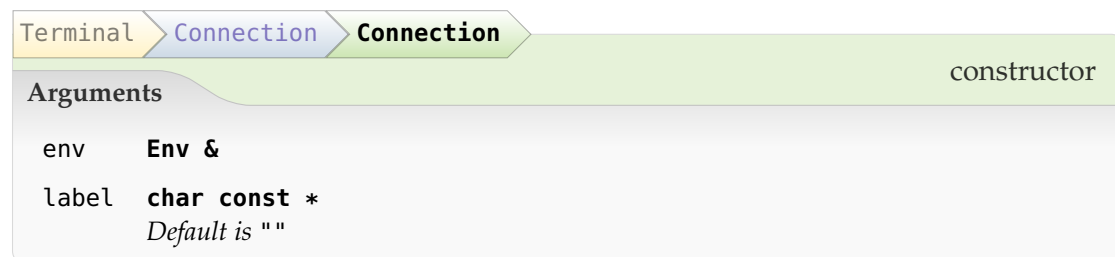 Terminal Connection Connection
constructor
Arguments
env Env &
label char const *
Default is ""